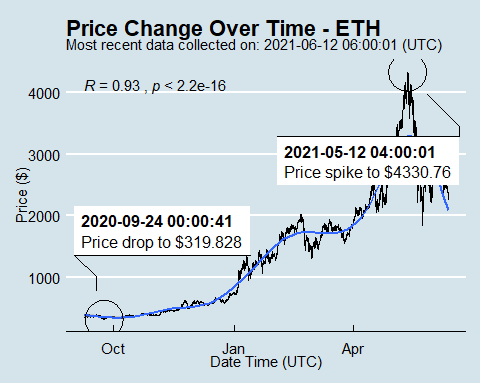 Price Change Over Time - ETH
Most recent data collected on: 2021-06-12 06:00:01 (UTC)
R = 0.93 , p < 2.2e-16
4000
3000
2000
1000
Price ($)
2021-05-12 04:00:01
Price spike to $4330.76
2020-09-24 00:00:41
Price drop to $319.828
Oct
Jan
Apr
Date Time (UTC)